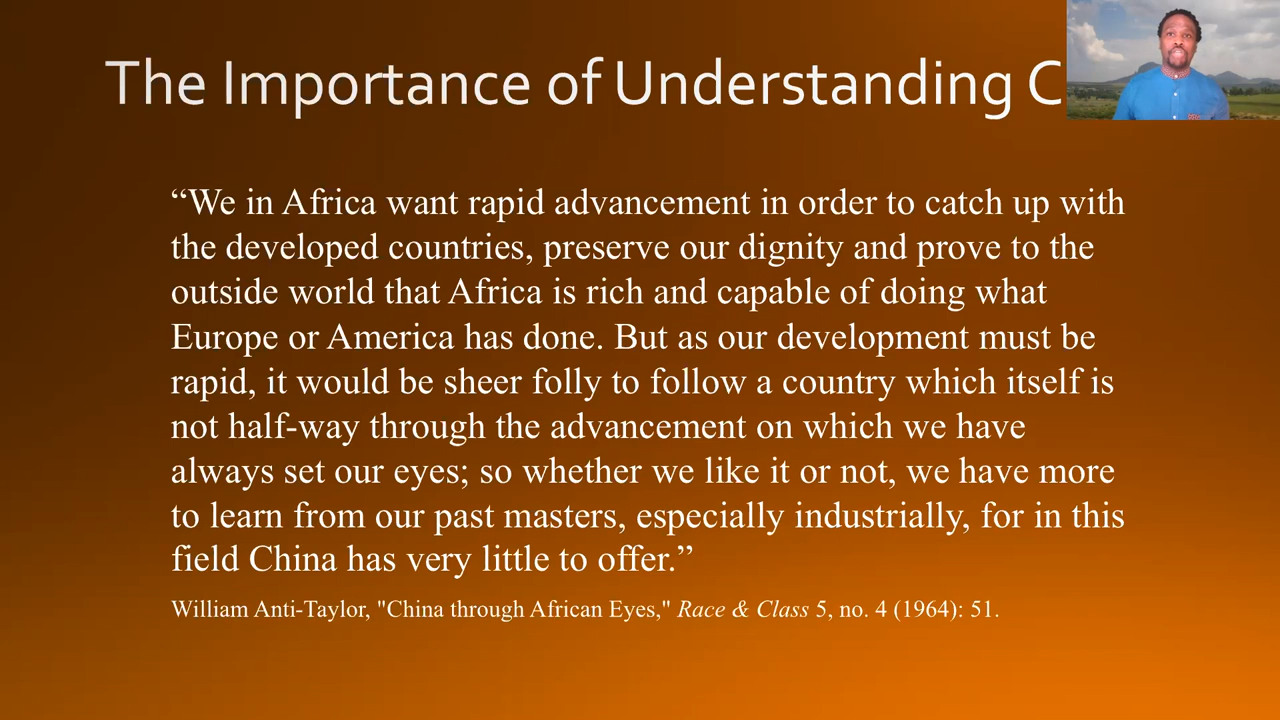 The Importance of Understanding C
“We in Africa want rapid advancement in order to catch up with
the developed countries, preserve our dignity and prove to the
outside world that Africa is rich and capable of doing what
Europe or America has done. But as our development must be
rapid, it would be sheer folly to follow a country which itself is
not half-way through the advancement on which we have
always set our eyes; so whether we like it or not, we have more
to learn from our past masters, especially industrially, for in this
field China has very little to offer.”
William Anti-Taylor, "China through African Eyes," Race & Class 5, no. 4 (1964): 51.